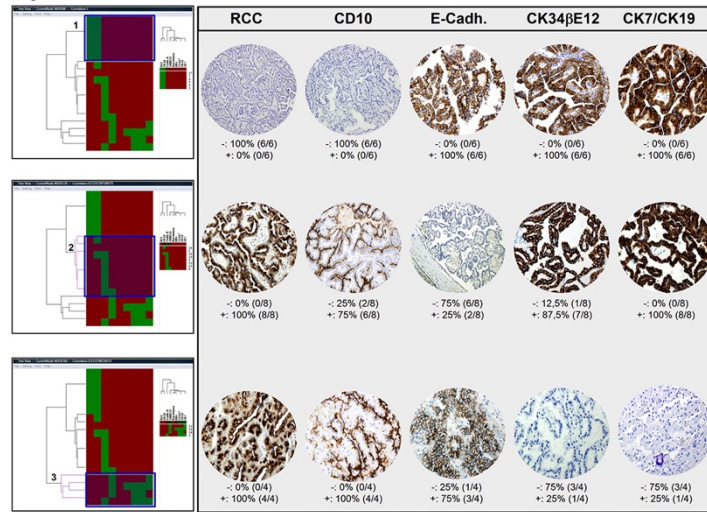 RCC CD10 E-Cadh. CK34βE12 CK7/CK19
1
-: 100% (6/6) -: 100% (6/6) -: 0% (0/6) -: 0% (0/6) -: 0% (0/6)
+: 0% (0/6) +: 0% (0/6) +: 100% (6/6) +: 100% (6/6) +: 100% (6/6)
2
-: 0% (0/8) -: 25% (2/8) -: 75% (6/8) -: 12,5% (1/8) -: 0% (0/8)
+: 100% (8/8) +: 75% (6/8) +: 25% (2/8) +: 87,5% (7/8) +: 100% (8/8)
3
-: 0% (0/4) -: 0% (0/4) -: 25% (1/4) -: 75% (3/4) -: 75% (3/4)
+: 100% (4/4) +: 100% (4/4) +: 75% (3/4) +: 25% (1/4) +: 25% (1/4)